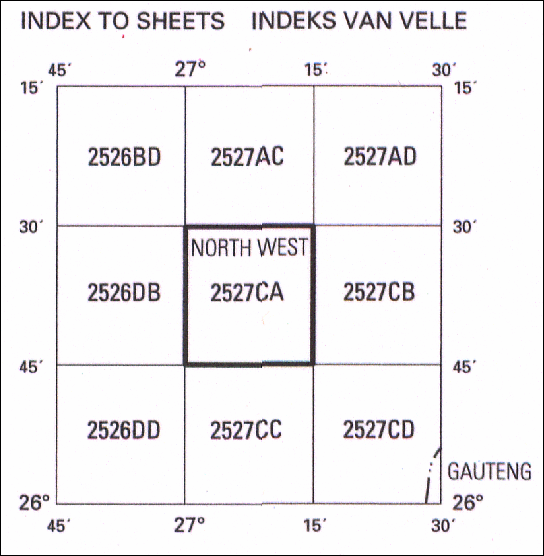 INDEX TO SHEETS INDEKS VAN VELLE
45´ 27° 15´ 30´
15´ 15´
2526BD 2527AC 2527AD
30´ 30´
NORTH WEST
2526DB 2527CA 2527CB
45´ 45´
2526DD 2527CC 2527CD
GAUTENG
26° 26°
45´ 27° 15´ 30´